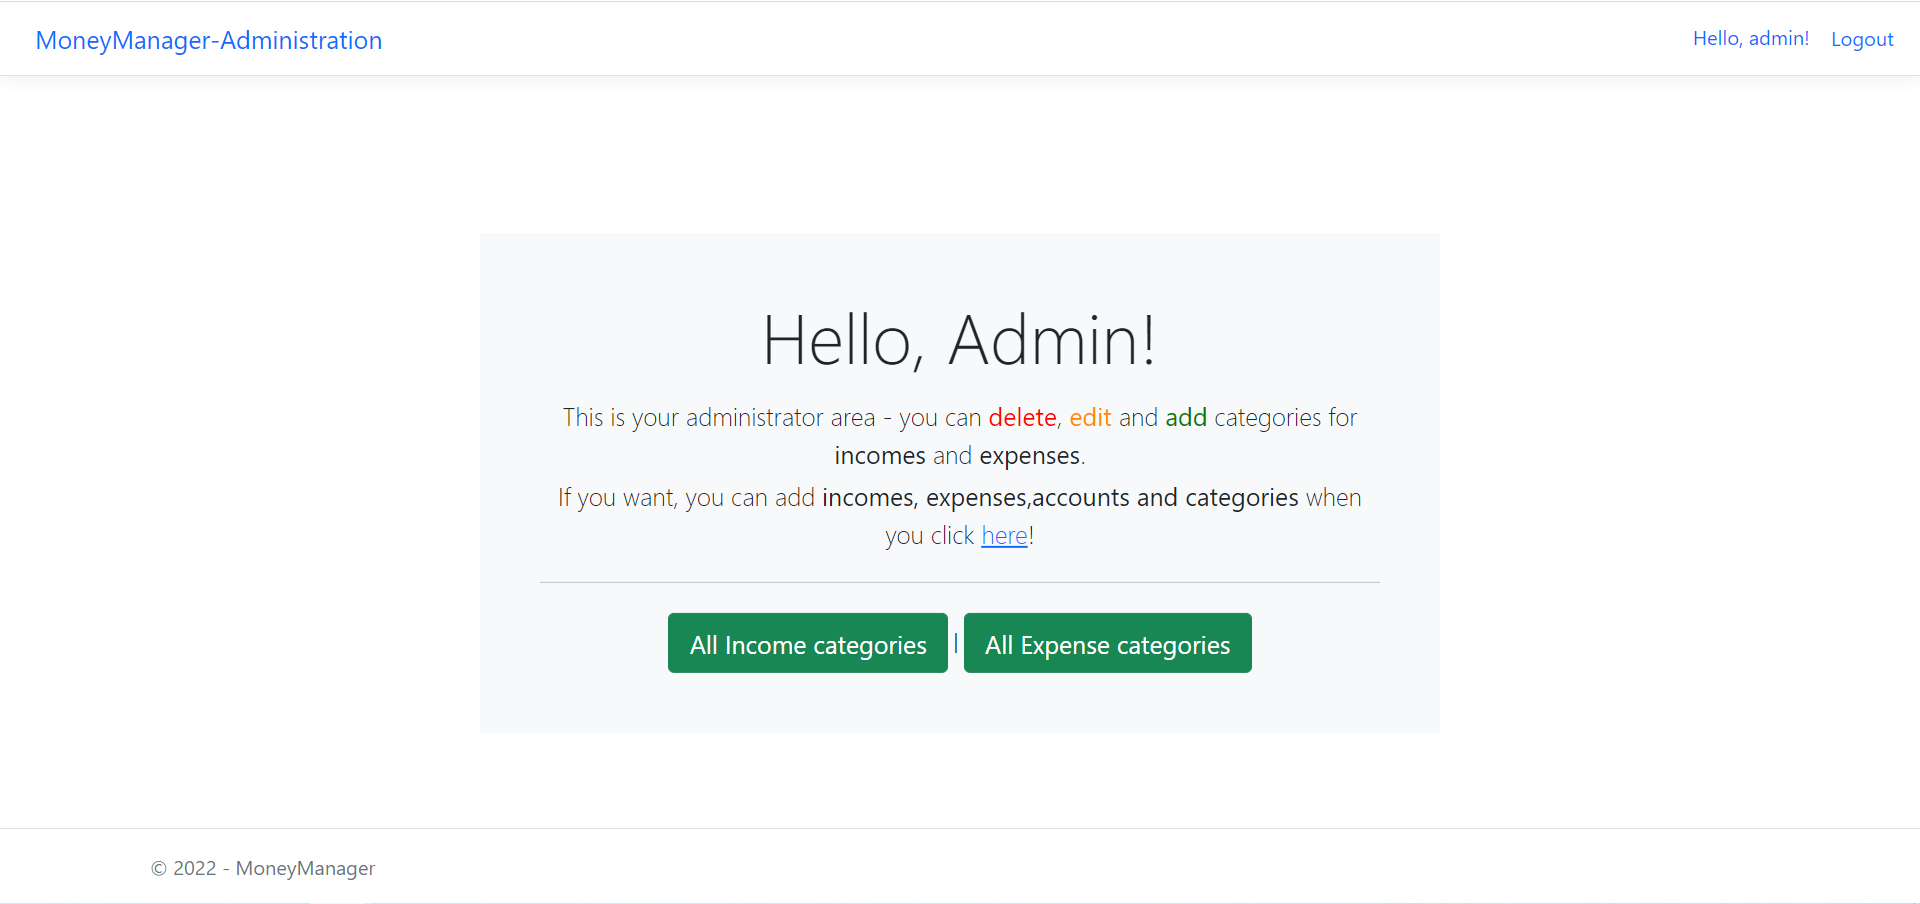 MoneyManager-Administration
Hello, admin! Logout
Hello, Admin!
This is your administrator area - you can delete, edit and add categories for
incomes and expenses.
If you want, you can add incomes, expenses,accounts and categories when
you click here!
All Income categories | All Expense categories
© 2022 - MoneyManager